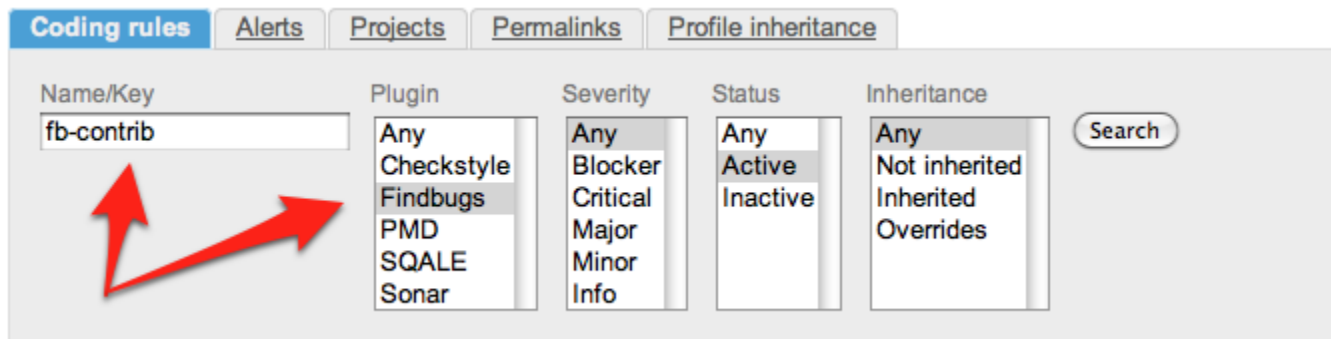 Coding rules Alerts Projects Permalinks Profile inheritance
Name/Key Plugin Severity Status Inheritance
fb-contrib Any Any Any Any Search
Checkstyle Blocker Active Not inherited
Findbugs Critical Inactive Inherited
PMD Major Overrides
SQALE Minor
Sonar Info